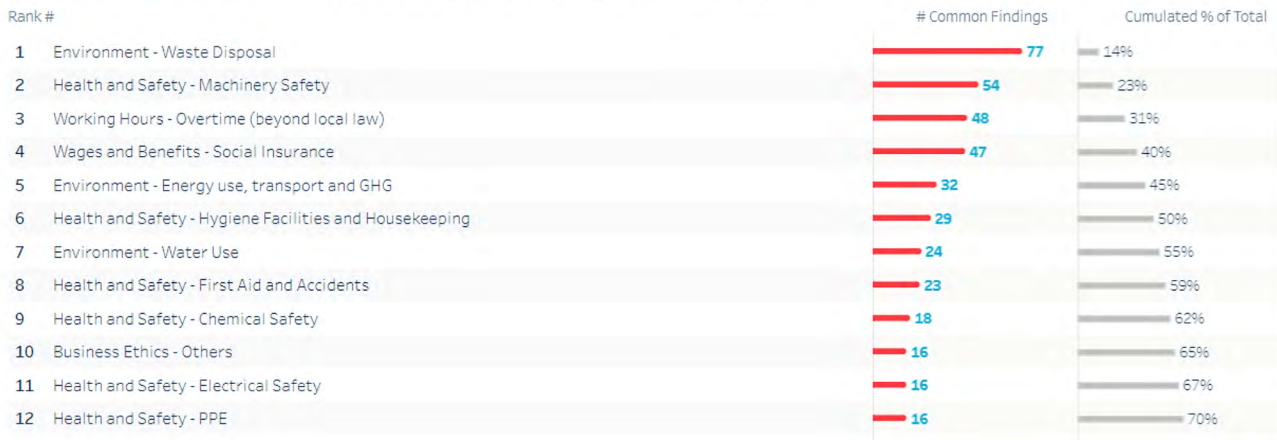 Rank # # Common Findings Cumulated % of Total
1 Environment - Waste Disposal 77 14%
2 Health and Safety - Machinery Safety 54 23%
3 Working Hours - Overtime (beyond local law) 48 31%
4 Wages and Benefits - Social Insurance 47 40%
5 Environment - Energy use, transport and GHG 32 45%
6 Health and Safety - Hygiene Facilities and Housekeeping 29 50%
7 Environment - Water Use 24 55%
8 Health and Safety - First Aid and Accidents 23 59%
9 Health and Safety - Chemical Safety 18 62%
10 Business Ethics - Others 16 65%
11 Health and Safety - Electrical Safety 16 67%
12 Health and Safety - PPE 16 70%